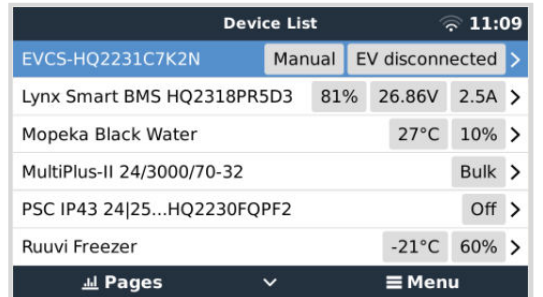 Device List 11:09
EVCS-HQ2231C7K2N Manual EV disconnected
Lynx Smart BMS HQ2318PR5D3 81% 26.86V 2.5A
Mopeka Black Water 27°C 10%
MultiPlus-II 24/3000/70-32 Bulk
PSC IP43 24|25...HQ2230FQPF2 Off
Ruuvi Freezer -21°C 60%
Pages Menu